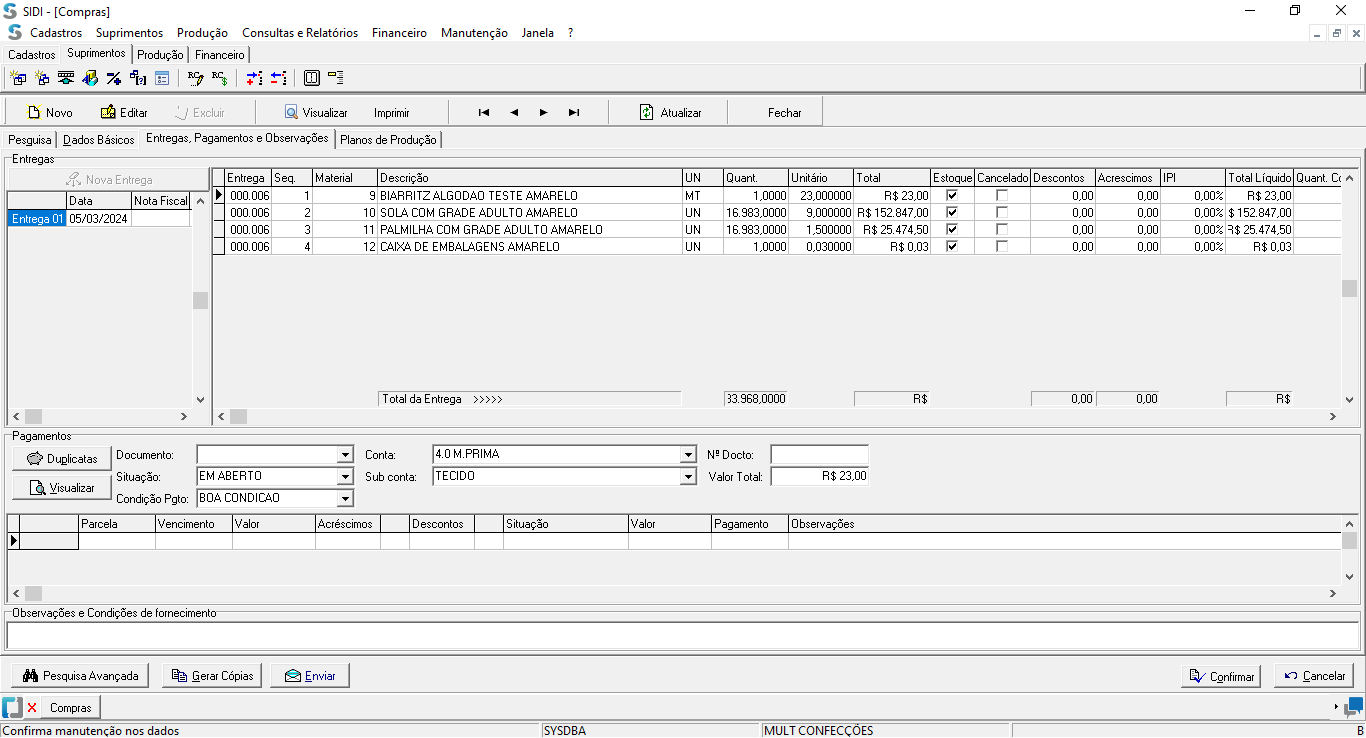 SIDI - [Compras]
Cadastros Suprimentos Produção Consultas e Relatórios Financeiro Manutenção Janela ?
Cadastros Suprimentos Produção Financeiro
Novo Editar Excluir Visualizar Imprimir Atualizar Fechar
Pesquisa Dados Básicos Entregas, Pagamentos e Observações Planos de Produção
Entregas
Nova Entrega
Data Nota Fiscal
Entrega 01 05/03/2024
Entrega Seq. Material Descrição UN Quant. Unitário Total Estoque Cancelado Descontos Acrescimos IPI Total Líquido Quant. Co
000.006 1 9 BIARRITZ ALGODAO TESTE AMARELO MT 1,0000 23,000000 R$ 23,00 0,00 0,00 0,00% R$ 23,00
000.006 2 10 SOLA COM GRADE ADULTO AMARELO UN 16.983,0000 9,000000 R$ 152.847,00 0,00 0,00 0,00% $ 152.847,00
000.006 3 11 PALMILHA COM GRADE ADULTO AMARELO UN 16.983,0000 1,500000 R$ 25.474,50 0,00 0,00 0,00% R$ 25.474,50
000.006 4 12 CAIXA DE EMBALAGENS AMARELO UN 1,0000 0,030000 R$ 0,03 0,00 0,00 0,00% R$ 0,03
Total da Entrega >>>>> 33.968,0000 R$ 0,00 0,00 R$
Pagamentos
Duplicatas Documento: Conta: 4.0 M.PRIMA Nº Docto:
Visualizar Situação: EM ABERTO Sub conta: TECIDO Valor Total: R$ 23,00
Condição Pgto: BOA CONDICAO
Parcela Vencimento Valor Acréscimos Descontos Situação Valor Pagamento Observações
Observações e Condições de fornecimento
Pesquisa Avançada Gerar Cópias Enviar Confirmar Cancelar
Compras
Confirma manutenção nos dados SYSDBA MULT CONFECÇÕES B